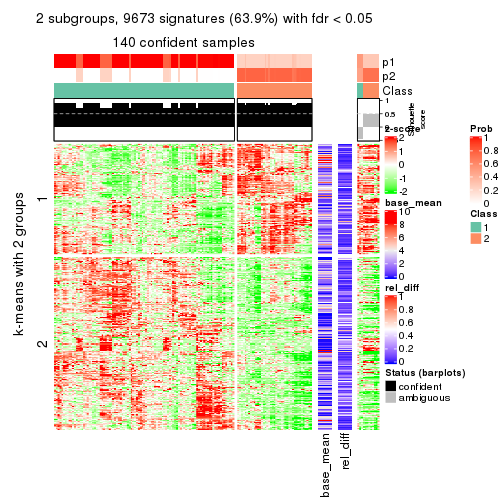 2 subgroups, 9673 signatures (63.9%) with fdr < 0.05
140 confident samples
p1
p2
Class
1
0.5
0
Silhouette
score
k-means with 2 groups
1
2
base_mean
rel_diff
z-score
2
1
0
-1
-2
base_mean
10
8
6
4
2
0
rel_diff
1
0.8
0.6
0.4
0.2
0
Status (barplots)
confident
ambiguous
Prob
1
0.8
0.6
0.4
0.2
0
Class
1
2